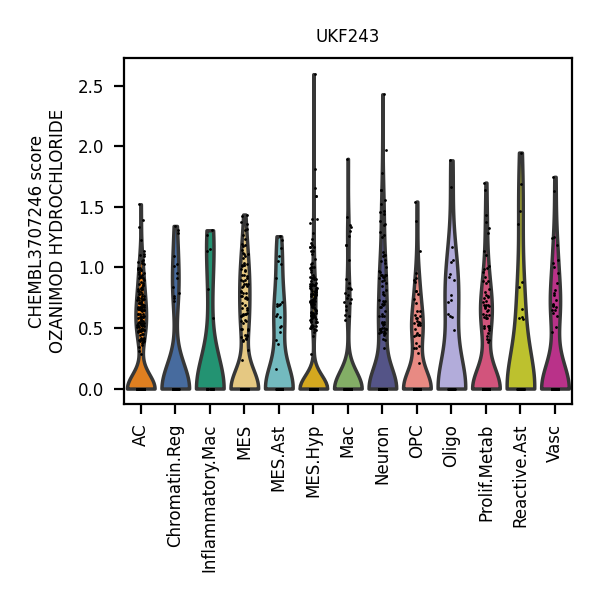 UKF243
CHEMBL3707246 score
OZANIMOD HYDROCHLORIDE
2.5
2.0
1.5
1.0
0.5
0.0
AC
Chromatin.Reg
Inflammatory.Mac
MES
MES.Ast
MES.Hyp
Mac
Neuron
OPC
Oligo
Prolif.Metab
Reactive.Ast
Vasc